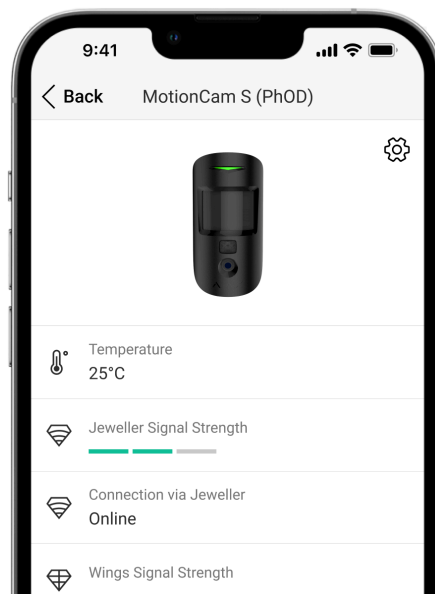 9:41
Back MotionCam S (PhOD)
Temperature
25°C
Jeweller Signal Strength
Connection via Jeweller
Online
Wings Signal Strength